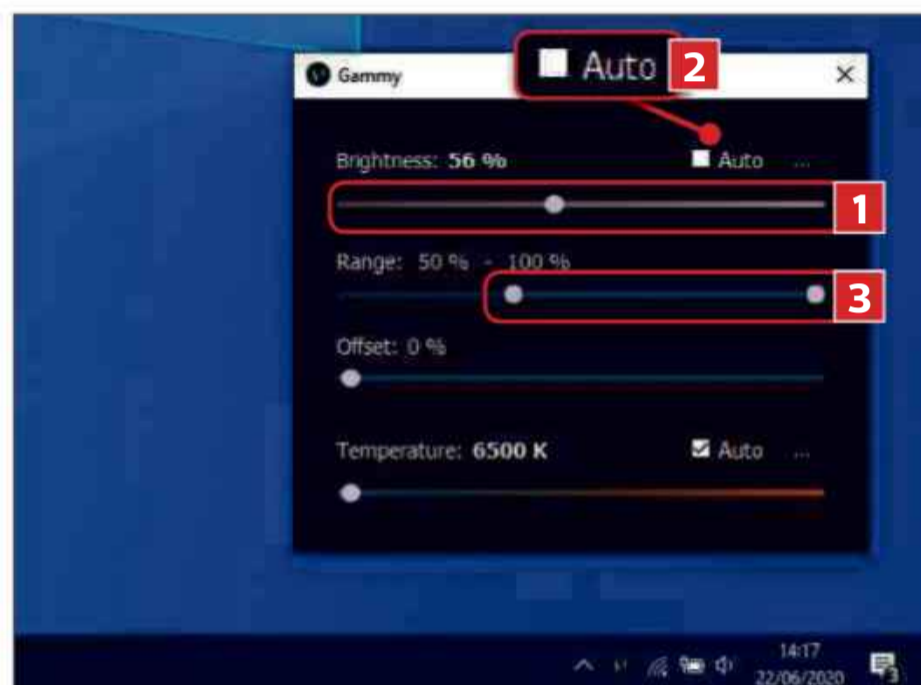 Auto 2
Gammy
Brightness: 56 % Auto ...
1
Range: 50 % - 100 %
3
Offset: 0 %
Temperature: 6500 K Auto ...
14:17
22/06/2020
3